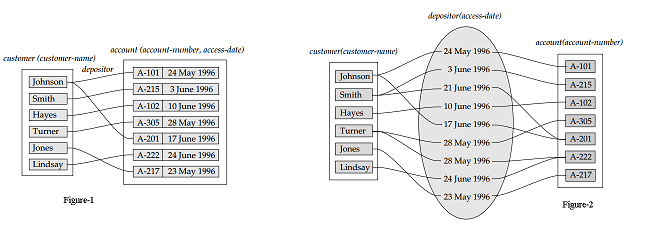 depositor(access-date)
account (account-number, access-date)
customer (customer-name)
depositor
Johnson
Smith
Hayes
Turner
Jones
Lindsay
A-101 24 May 1996
A-215 3 June 1996
A-102 10 June 1996
A-305 28 May 1996
A-201 17 June 1996
A-222 24 June 1996
A-217 23 May 1996
Figure-1
customer(customer-name)
Johnson
Smith
Hayes
Turner
Jones
Lindsay
24 May 1996
3 June 1996
21 June 1996
10 June 1996
17 June 1996
28 May 1996
28 May 1996
24 June 1996
23 May 1996
account(account-number)
A-101
A-215
A-102
A-305
A-201
A-222
A-217
Figure-2